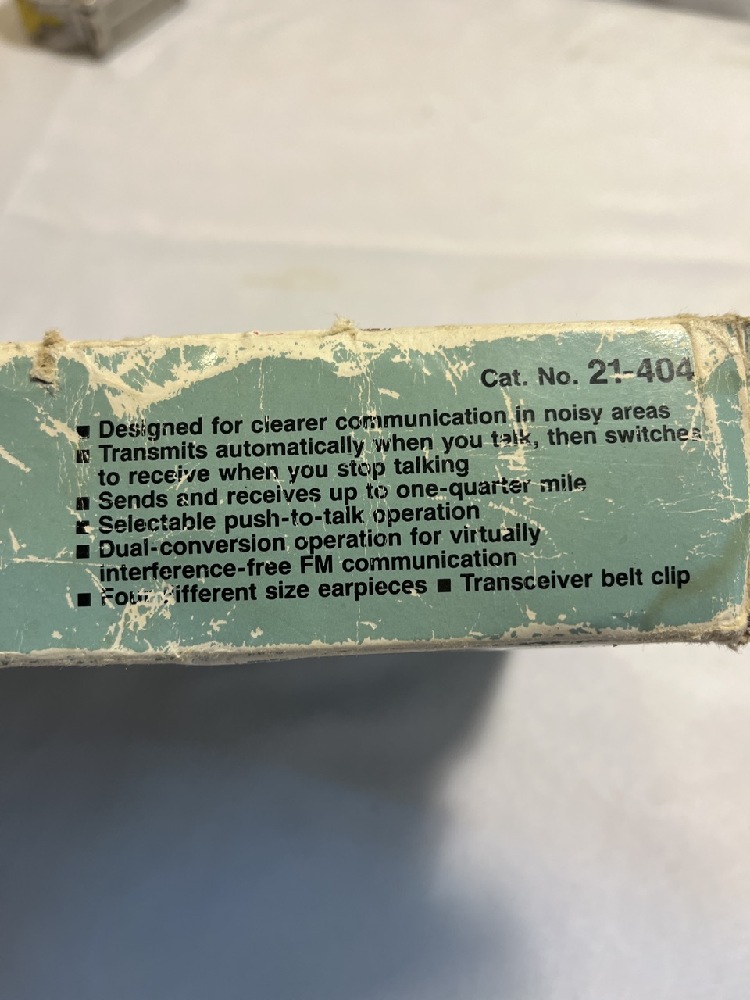 Cat. No. 21-404
■ Designed for clearer communication in noisy areas
■ Transmits automatically when you talk, then switches
to receive when you stop talking
■ Sends and receives up to one-quarter mile
■ Selectable push-to-talk operation
■ Dual-conversion operation for virtually
interference-free FM communication
■ Four different size earpieces ■ Transceiver belt clip